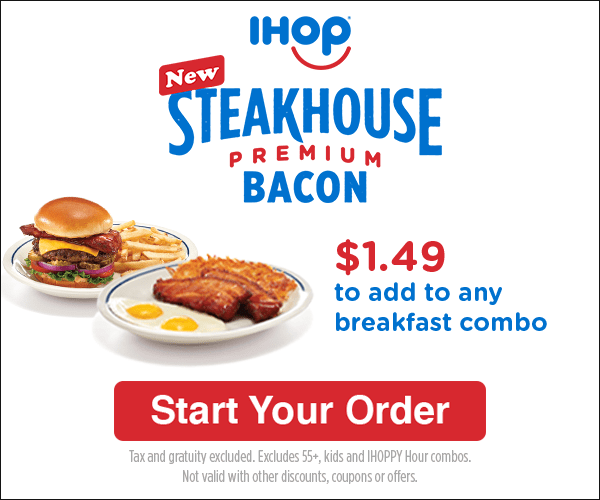 IHOP
New
STEAKHOUSE
PREMIUM
BACON
$1.49
to add to any
breakfast combo
Start Your Order
Tax and gratuity excluded. Excludes 55+, kids and IHOPPY Hour combos.
Not valid with other discounts, coupons or offers.